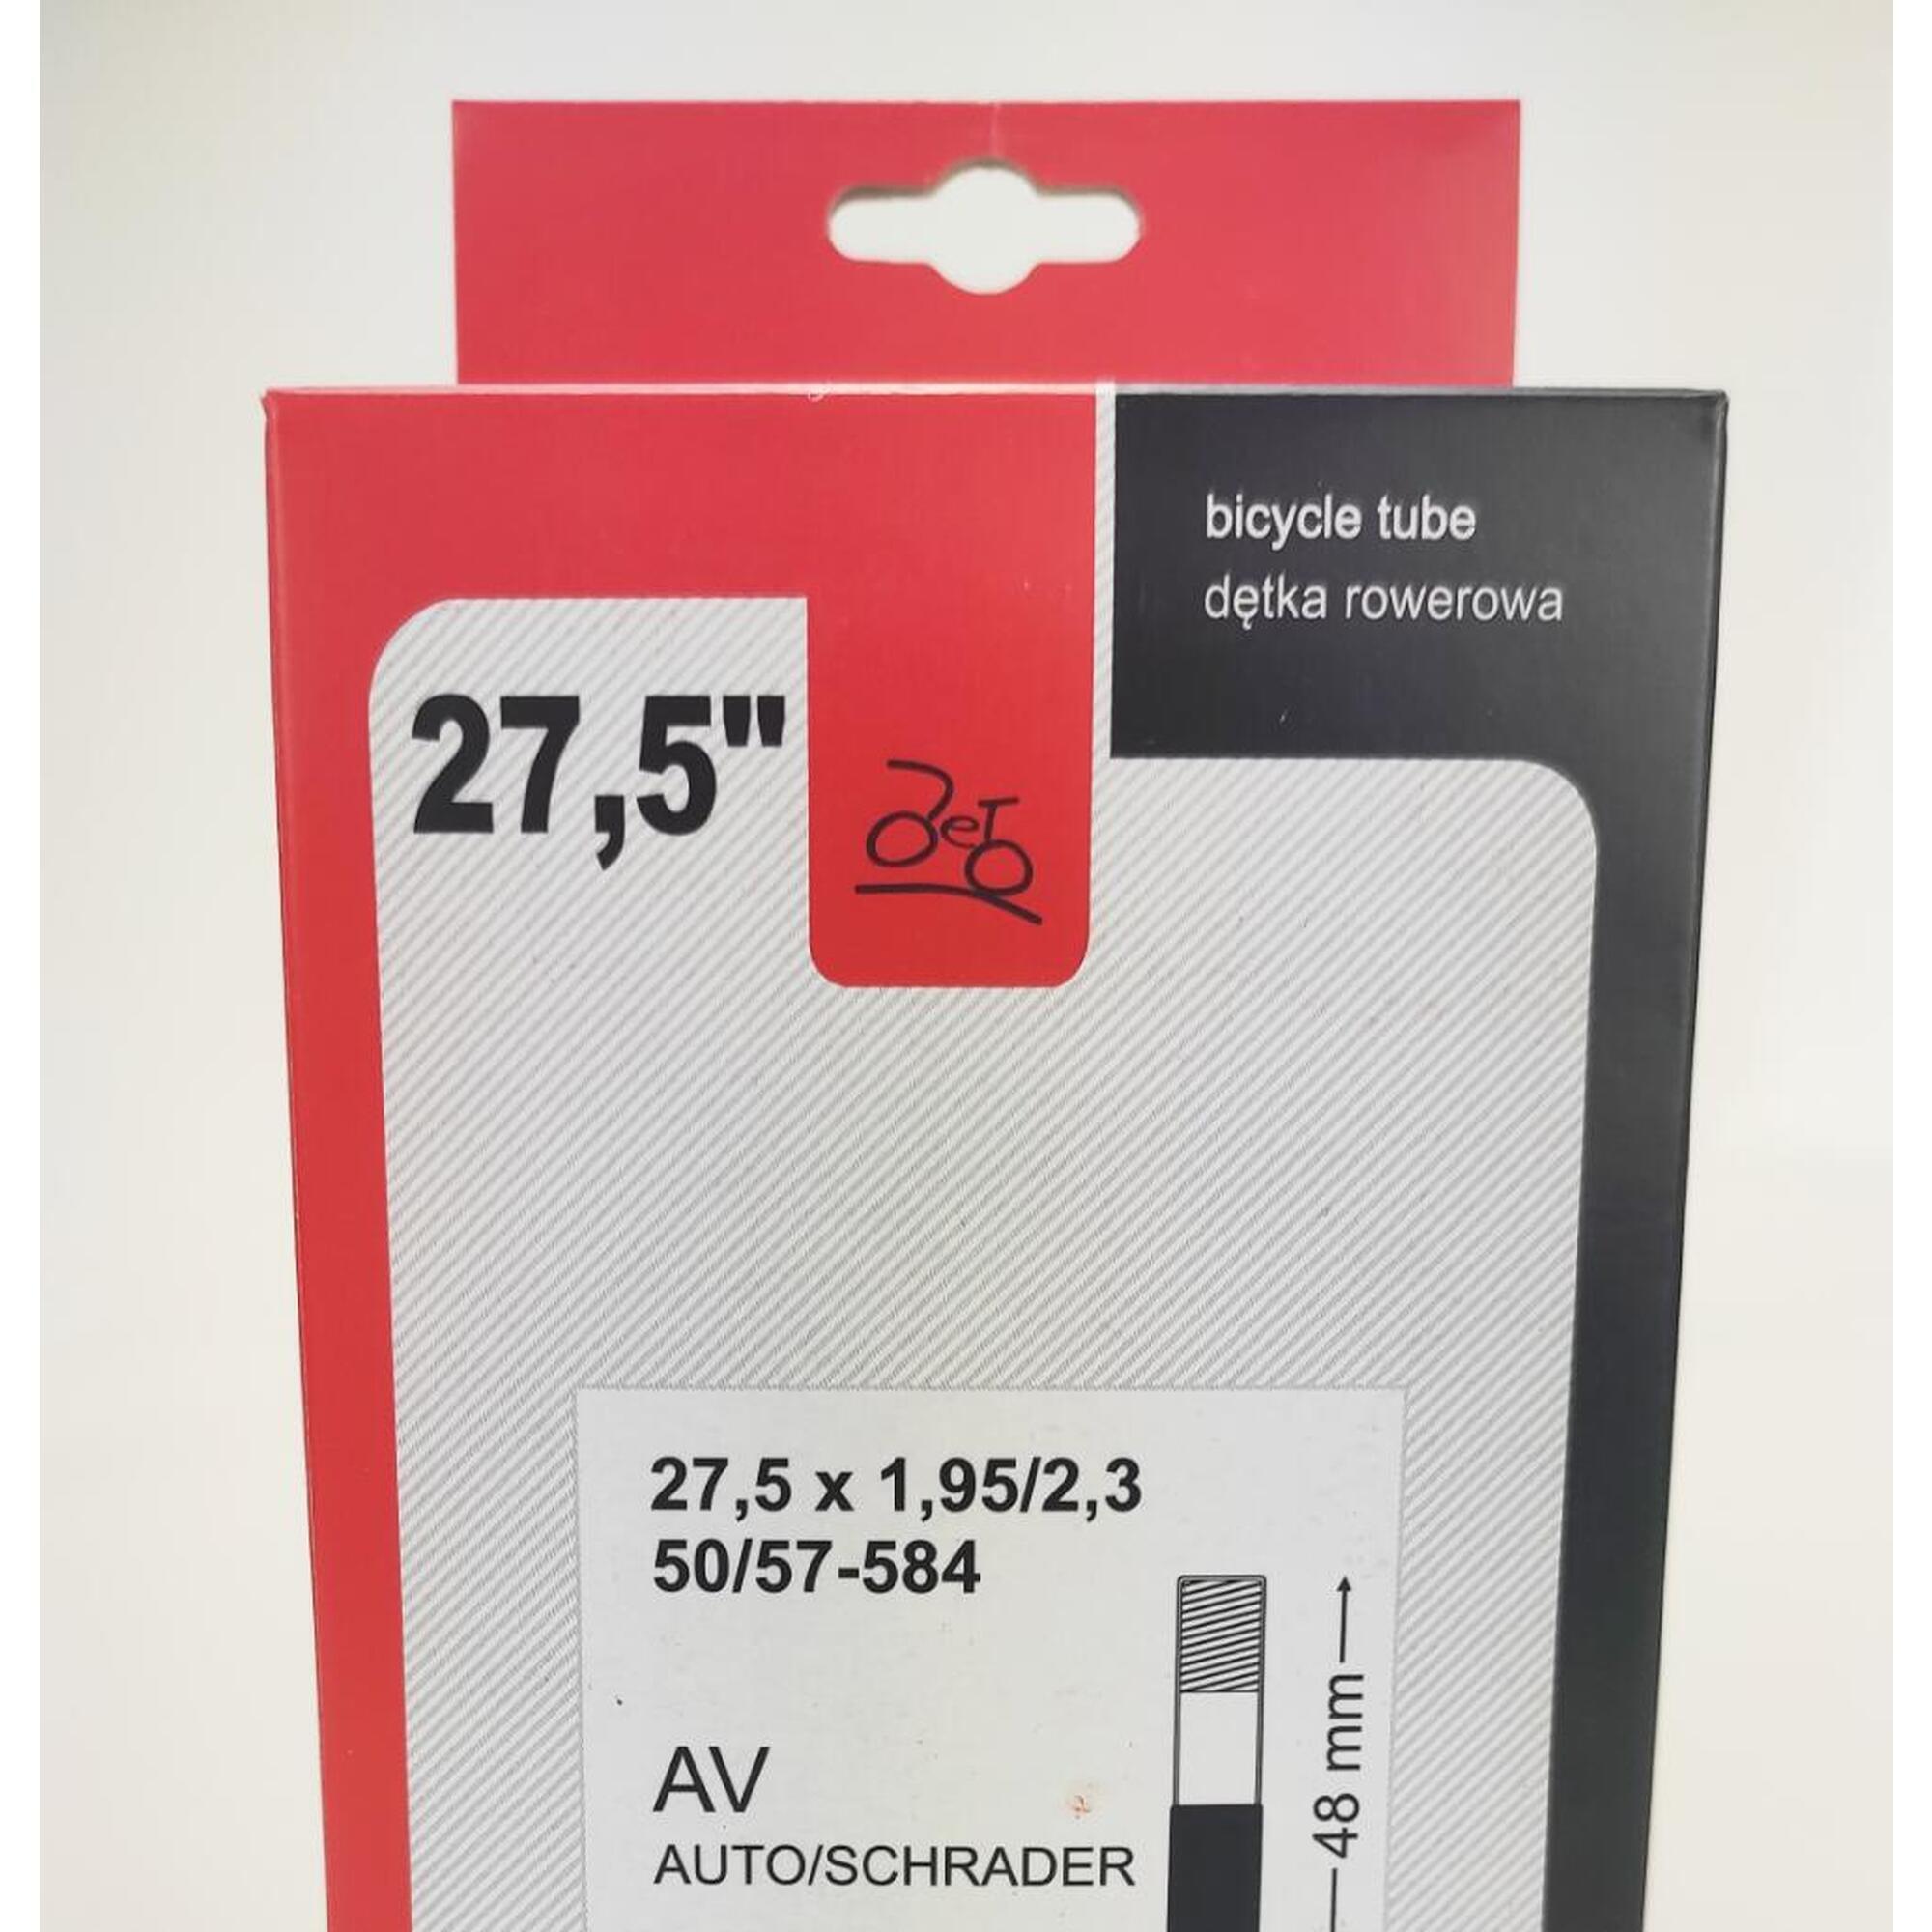 bicycle tube
dętka rowerowa
27,5"
27,5 x 1,95/2,3
50/57-584
AV
AUTO/SCHRADER
48 mm